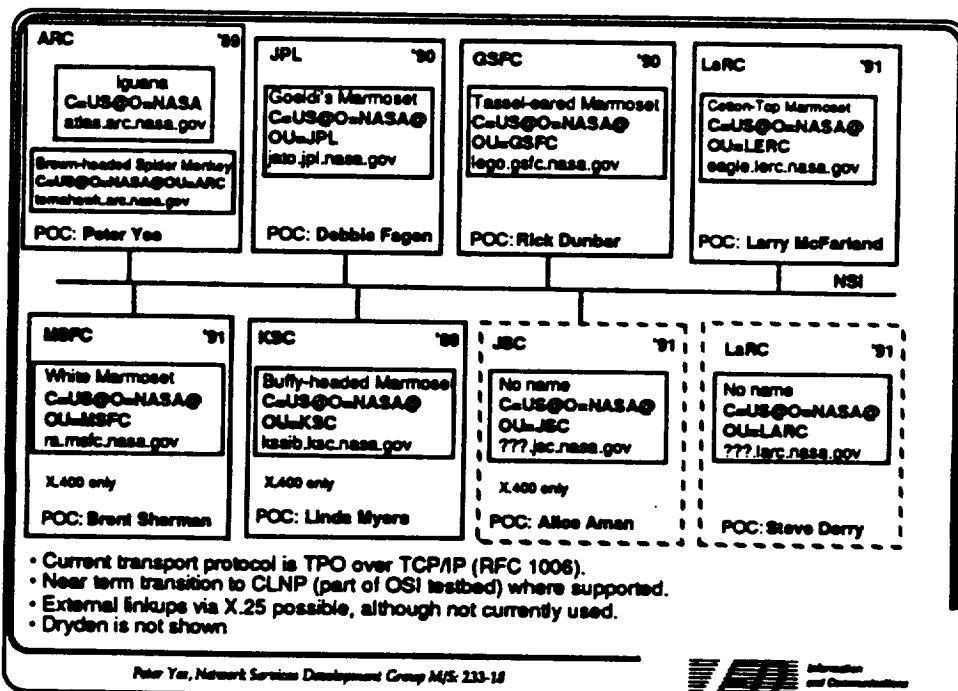 ARC '89
Iguana
C=US@O=NASA
atlas.arc.nasa.gov
Brown-headed Spider Monkey
C=US@O=NASA@OU=ARC
tomahawk.arc.nasa.gov
POC: Peter Yee
JPL '90
Goeldi's Marmoset
C=US@O=NASA@
OU=JPL
jato.jpl.nasa.gov
POC: Debbie Fagen
GSFC '90
Tassel-eared Marmoset
C=US@O=NASA@
OU=GSFC
lego.gsfc.nasa.gov
POC: Rick Dunbar
LeRC '91
Cotton-Top Marmoset
C=US@O=NASA@
OU=LERC
eagle.lerc.nasa.gov
POC: Larry McFarland
NSI
MSFC '91
White Marmoset
C=US@O=NASA@
OU=MSFC
ra.msfc.nasa.gov
X.400 only
POC: Brent Sherman
KSC
Buffy-headed Marmoset
C=US@O=NASA@
OU=KSC
ksaib.ksc.nasa.gov
X.400 only
POC: Linda Myers
JSC '91
No name
C=US@O=NASA@
OU=JSC
???.jsc.nasa.gov
X.400 only
POC: Alice Aman
LaRC '91
No name
C=US@O=NASA@
OU=LARC
???.larc.nasa.gov
POC: Steve Derry
• Current transport protocol is TP0 over TCP/IP (RFC 1006).
• Near term transition to CLNP (part of OSI testbed) where supported.
• External linkups via X.25 possible, although not currently used.
• Dryden is not shown
Peter Yee, Network Services Development Group M/S: 233-18
Information
and Communications